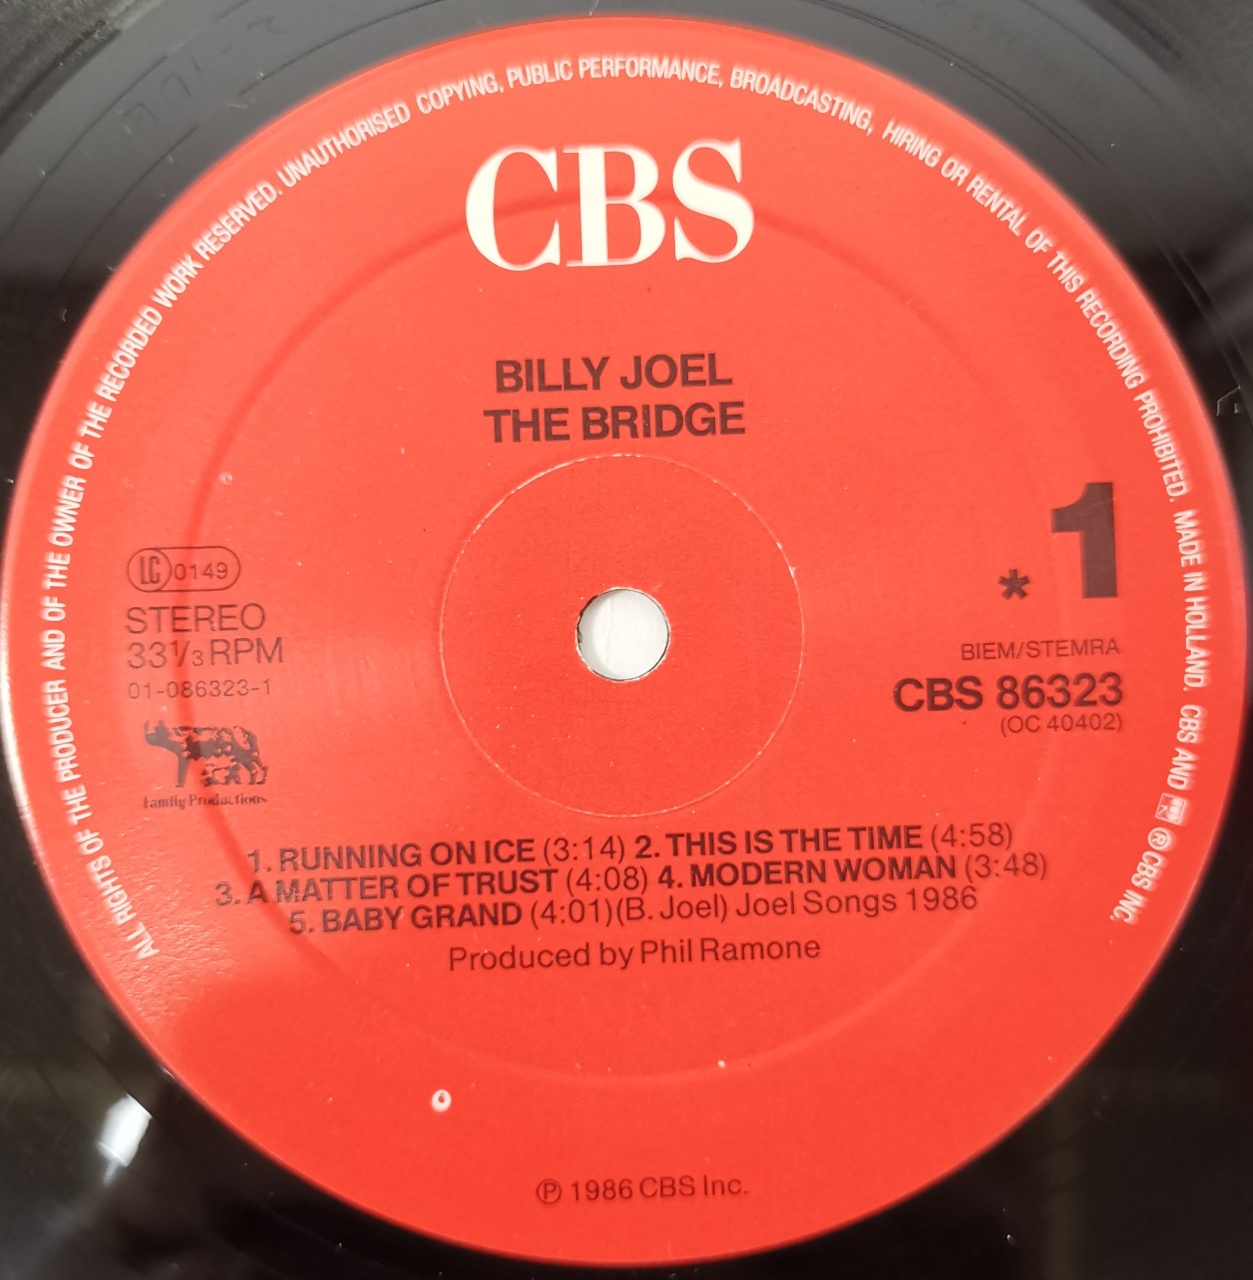 ALL RIGHTS OF THE PRODUCER AND OF THE OWNER OF THE RECORDED WORK RESERVED. UNAUTHORISED COPYING, PUBLIC PERFORMANCE, BROADCASTING, HIRING OR RENTAL OF THIS RECORDING PROHIBITED. MADE IN HOLLAND. CBS AND ® CBS INC.
CBS
BILLY JOEL
THE BRIDGE
* 1
LC 0149
STEREO
33⅓ RPM
01-086323-1
Family Productions
BIEM/STEMRA
CBS 86323
(OC 40402)
1. RUNNING ON ICE (3:14) 2. THIS IS THE TIME (4:58)
3. A MATTER OF TRUST (4:08) 4. MODERN WOMAN (3:48)
5. BABY GRAND (4:01)(B. Joel) Joel Songs 1986
Produced by Phil Ramone
℗ 1986 CBS Inc.